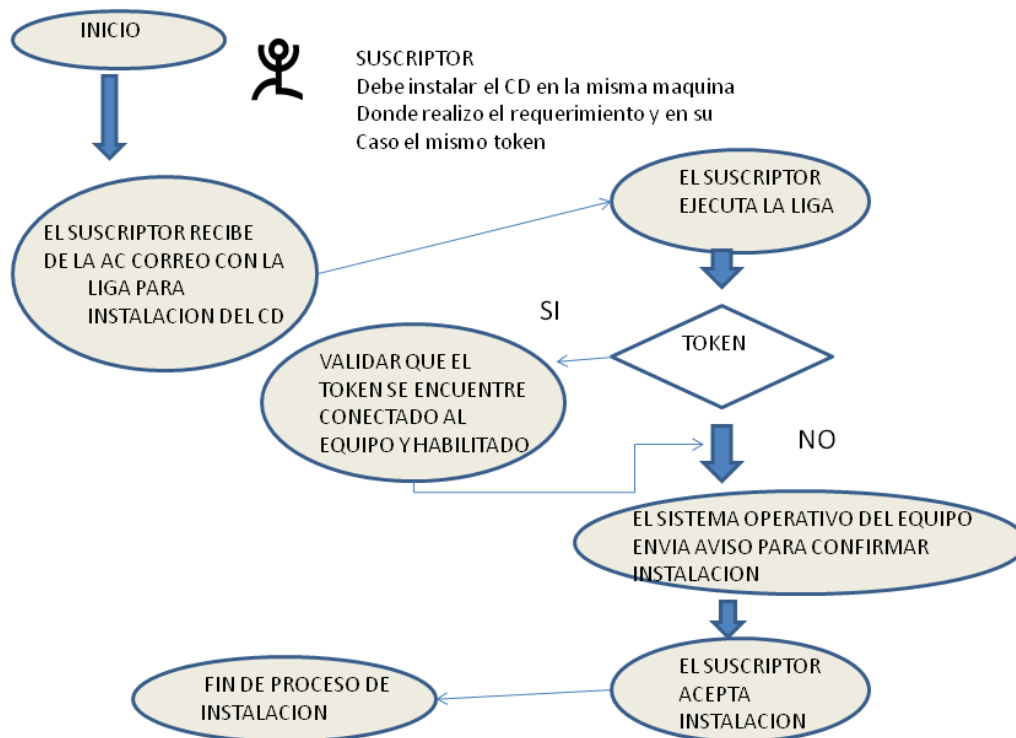 INICIO
SUSCRIPTOR
Debe instalar el CD en la misma maquina
Donde realizo el requerimiento y en su
Caso el mismo token
EL SUSCRIPTOR RECIBE
DE LA AC CORREO CON LA
LIGA PARA
INSTALACION DEL CD
EL SUSCRIPTOR
EJECUTA LA LIGA
TOKEN
SI
VALIDAR QUE EL
TOKEN SE ENCUENTRE
CONECTADO AL
EQUIPO Y HABILITADO
NO
EL SISTEMA OPERATIVO DEL EQUIPO
ENVIA AVISO PARA CONFIRMAR
INSTALACION
EL SUSCRIPTOR
ACEPTA
INSTALACION
FIN DE PROCESO DE
INSTALACION